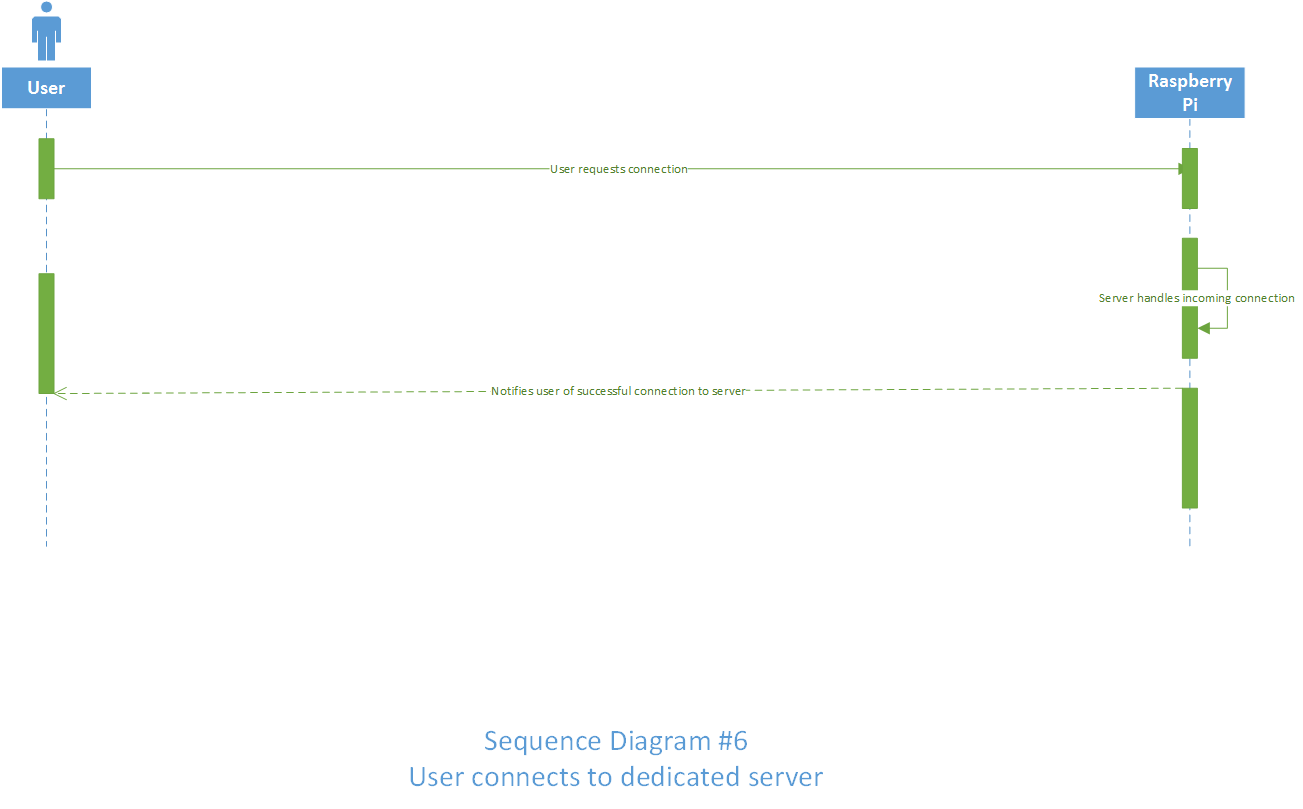 User
Raspberry
Pi
User requests connection
Server handles incoming connection
Notifies user of successful connection to server
Sequence Diagram #6
User connects to dedicated server